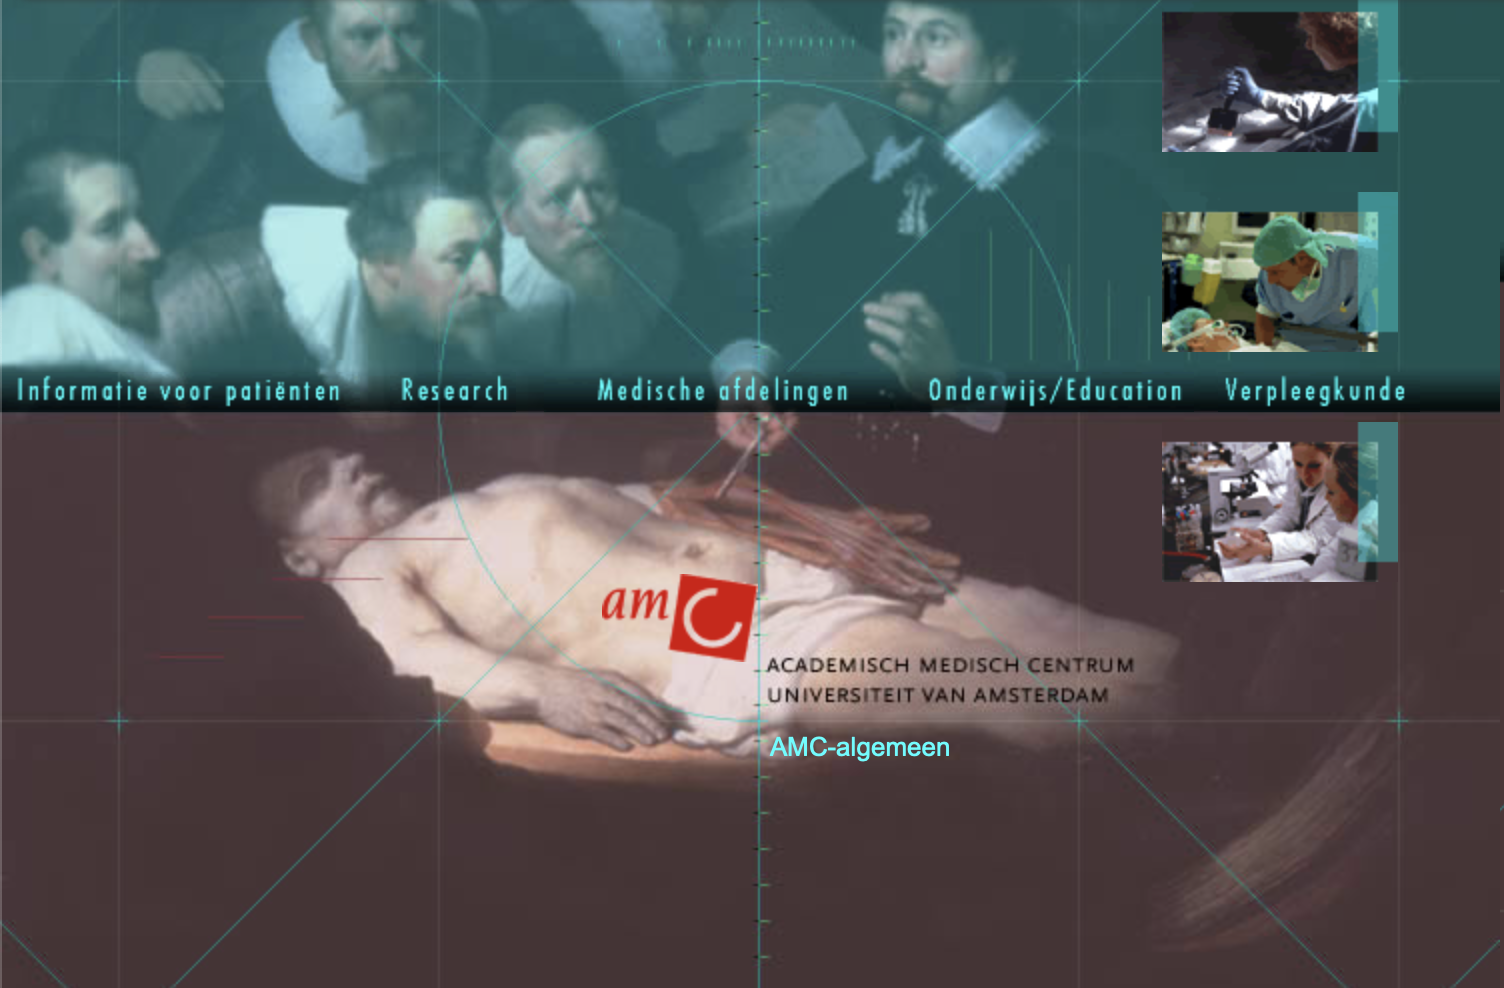 Informatie voor patiënten
Research
Medische afdelingen
Onderwijs/Education
Verpleegkunde
amc
ACADEMISCH MEDISCH CENTRUM
UNIVERSITEIT VAN AMSTERDAM
AMC-algemeen